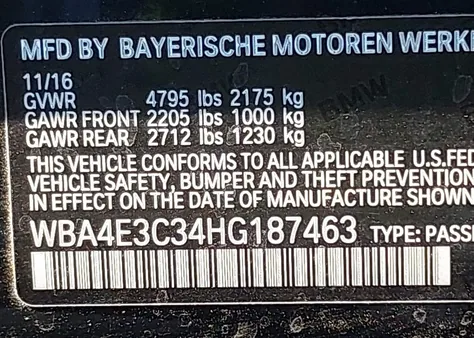 MFD BY BAYERISCHE MOTOREN WERK
11/16
GVWR 4795 lbs 2175 kg
GAWR FRONT 2205 lbs 1000 kg
GAWR REAR 2712 lbs 1230 kg
THIS VEHICLE CONFORMS TO ALL APPLICABLE U.S.FED
VEHICLE SAFETY, BUMPER AND THEFT PREVENTION
IN EFFECT ON THE DATE OF MANUFACTURE SHOWN
WBA4E3C34HG187463 TYPE: PASS
BMW